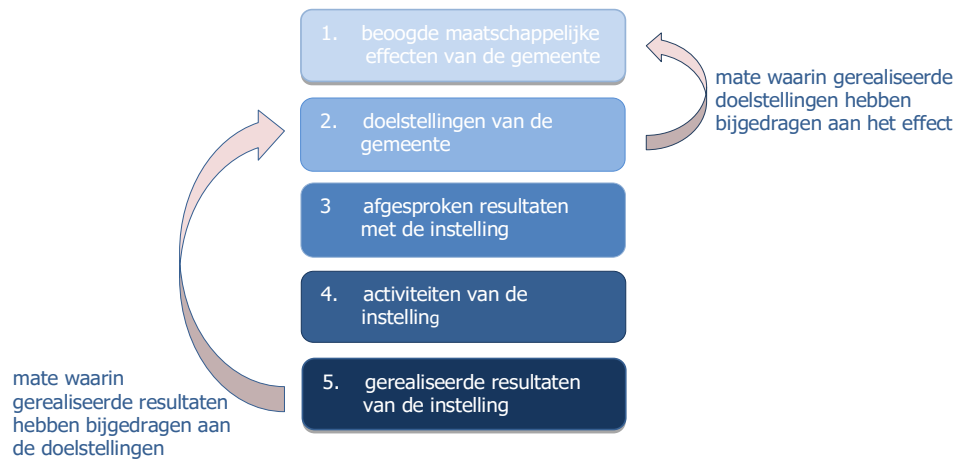 1. beoogde maatschappelijke
effecten van de gemeente
mate waarin gerealiseerde
doelstellingen hebben
bijgedragen aan het effect
2. doelstellingen van de
gemeente
3 afgesproken resultaten
met de instelling
4. activiteiten van de
instelling
5. gerealiseerde resultaten
van de instelling
mate waarin
gerealiseerde resultaten
hebben bijgedragen aan
de doelstellingen